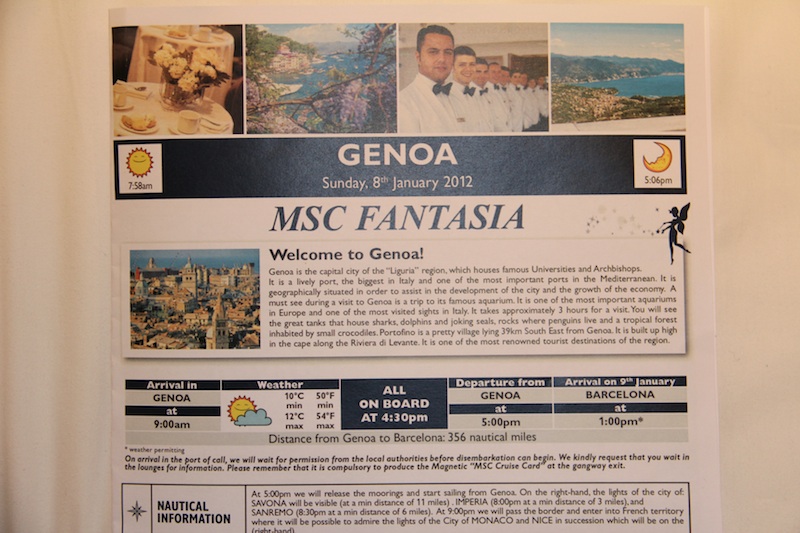 GENOA
7:58am
Sunday, 8th January 2012
5:06pm
MSC FANTASIA
Welcome to Genoa!
Genoa is the capital city of the “Liguria” region, which houses famous Universities and Archbishops.
It is a lively port, the biggest in Italy and one of the most important ports in the Mediterranean. It is
geographically situated in order to assist in the development of the city and the growth of the economy. A
must see during a visit to Genoa is a trip to its famous aquarium. It is one of the most important aquariums
in Europe and one of the most visited sights in Italy. It takes approximately 3 hours for a visit. You will see
the great tanks that house sharks, dolphins and joking seals, rocks where penguins live and a tropical forest
inhabited by small crocodiles. Portofino is a pretty village lying 39km South East from Genoa. It is built up high
in the cape along the Riviera di Levante. It is one of the most renowned tourist destinations of the region.
Arrival in
GENOA
at
9:00am
Weather
10°C 50°F
min min
12°C 54°F
max max
ALL
ON BOARD
AT 4:30pm
Departure from
GENOA
at
5:00pm
Arrival on 9th January
BARCELONA
at
1:00pm*
Distance from Genoa to Barcelona: 356 nautical miles
* weather permitting
On arrival in the port of call, we will wait for permission from the local authorities before disembarkation can begin. We kindly request that you wait in
the lounges for information. Please remember that it is compulsory to produce the Magnetic “MSC Cruise Card” at the gangway exit.
NAUTICAL
INFORMATION
At 5:00pm we will release the moorings and start sailing from Genoa. On the right-hand, the lights of the city of:
SAVONA will be visible (at a min distance of 11 miles) . IMPERIA (8:00pm at a min distance of 3 miles), and
SANREMO (8:30pm at a min distance of 6 miles). At 9:00pm we will pass the border and enter into French territory
where it will be possible to admire the lights of the City of MONACO and NICE in succession which will be on the
(right-hand)